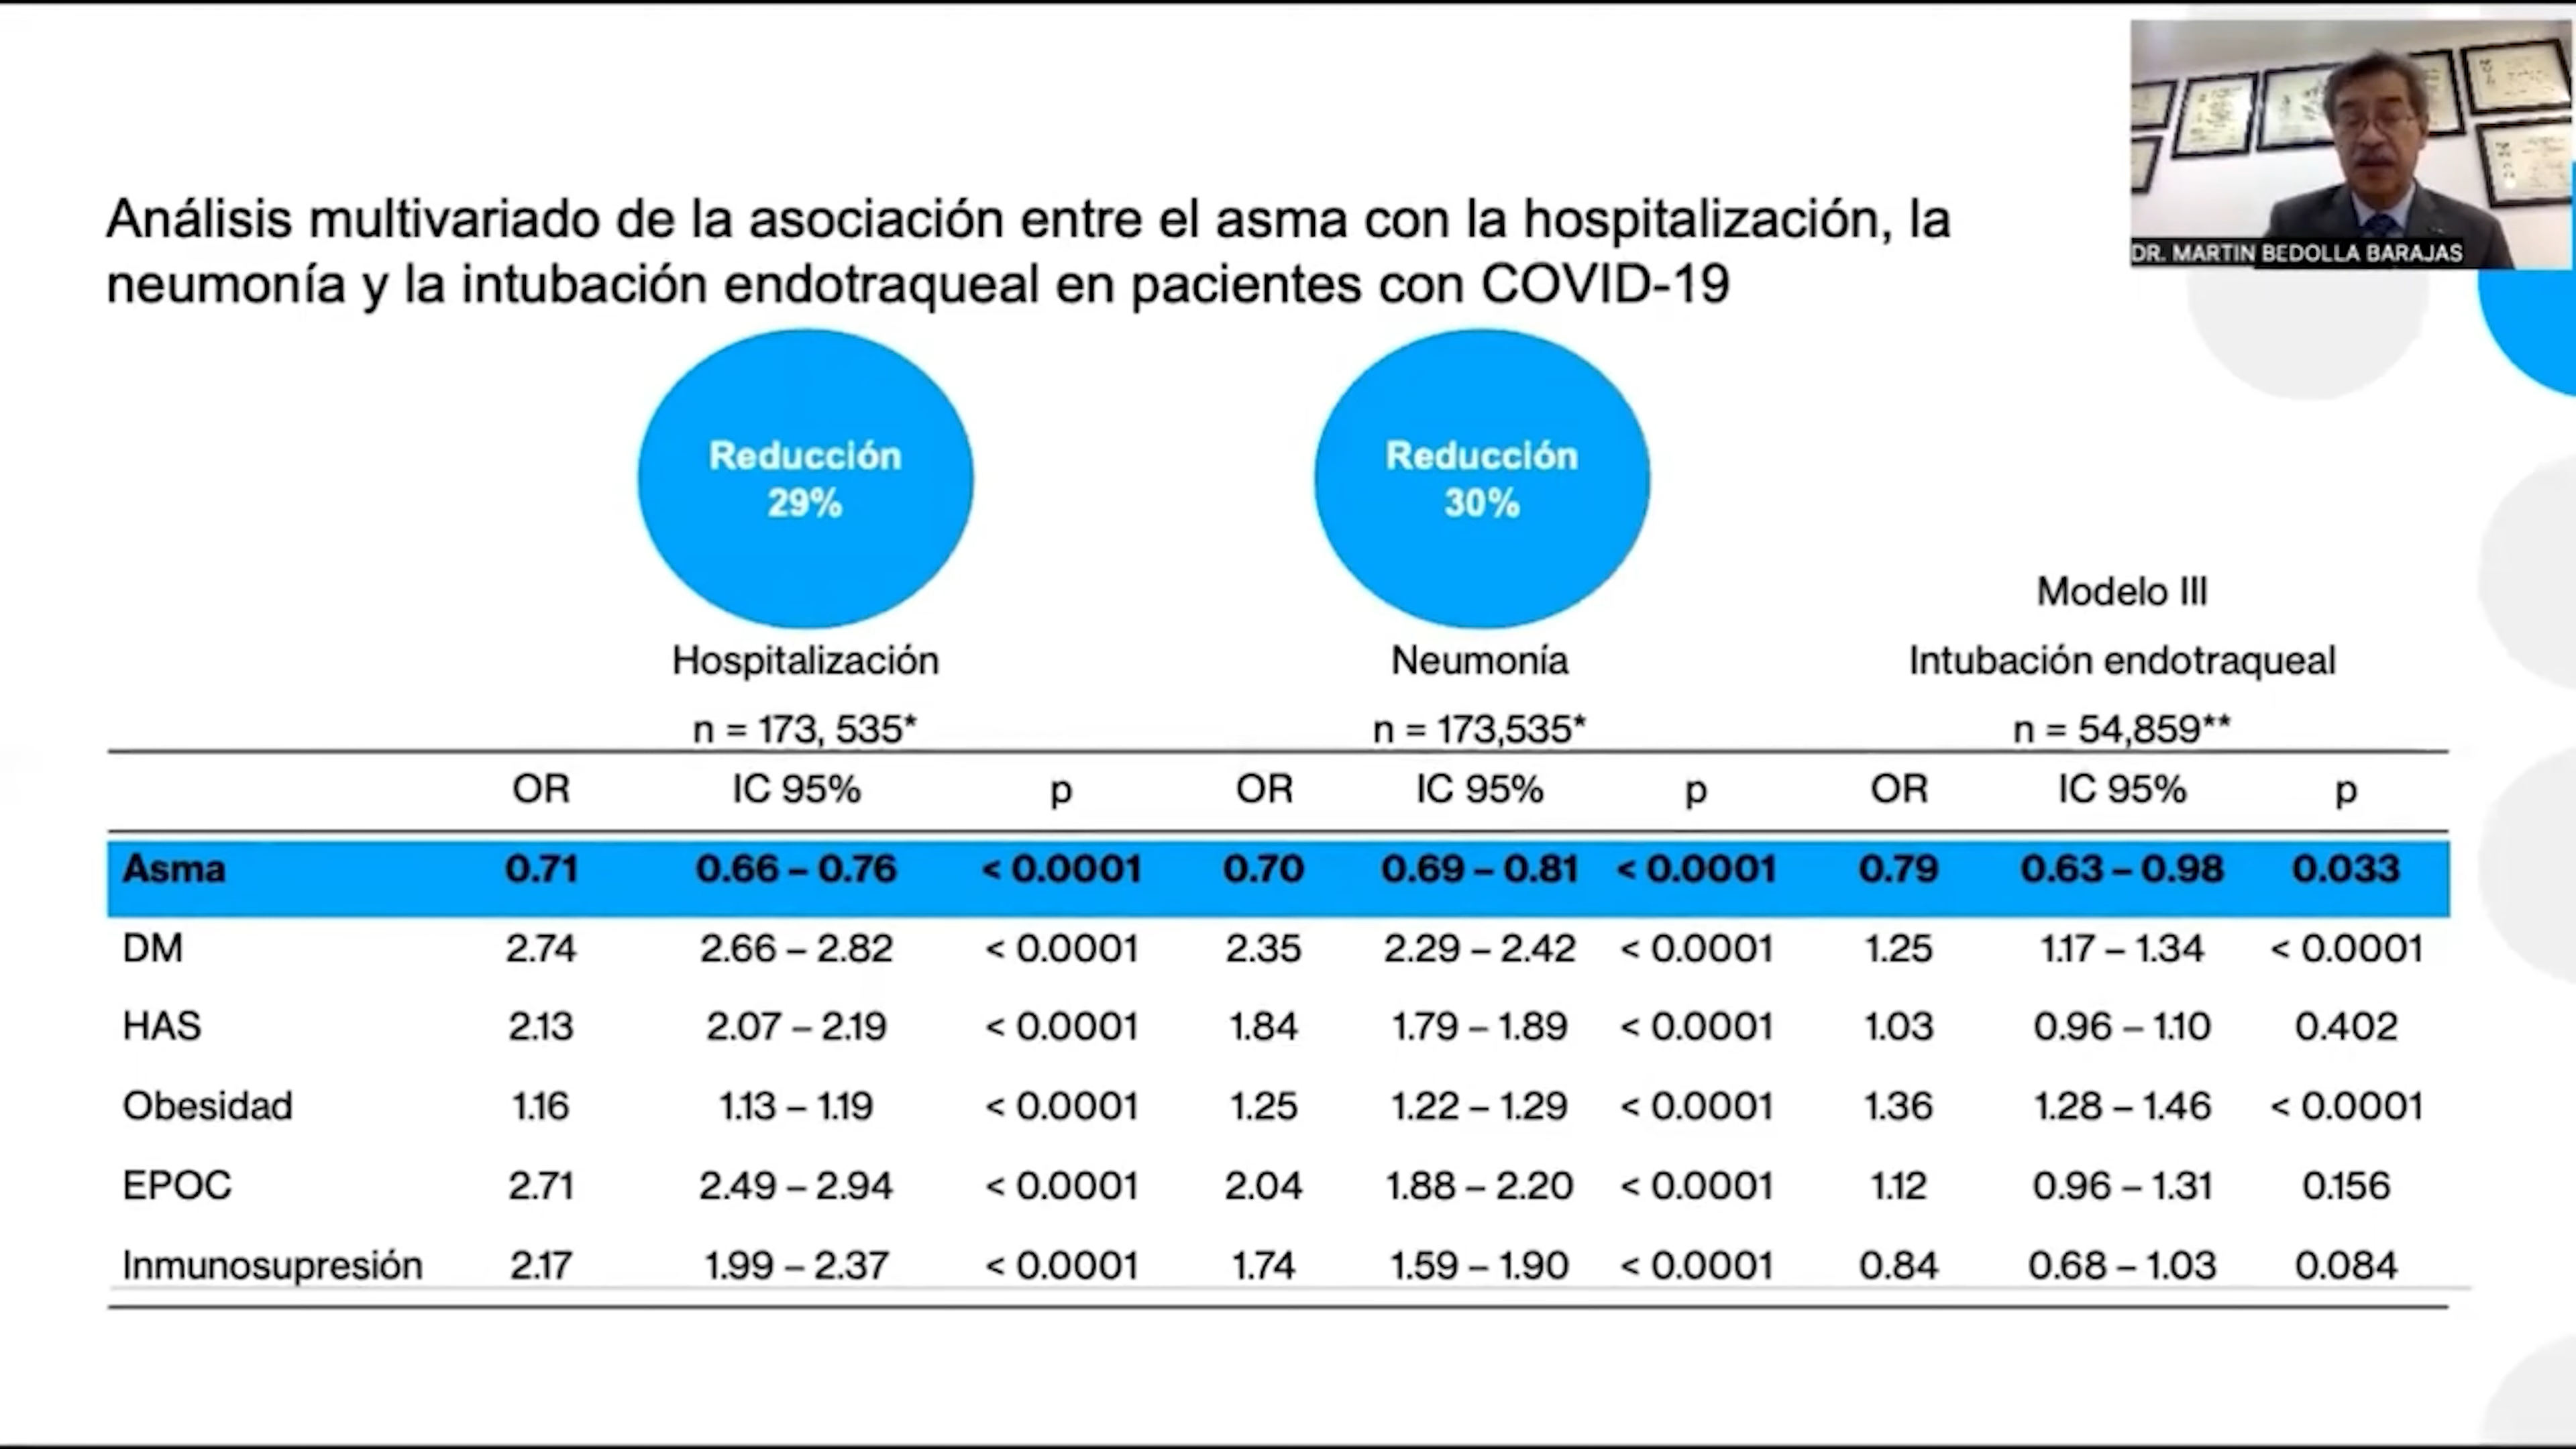 DR. MARTIN BEDOLLA BARAJAS
Análisis multivariado de la asociación entre el asma con la hospitalización, la
neumonía y la intubación endotraqueal en pacientes con COVID-19
Reducción
29%
Reducción
30%
Modelo III
Hospitalización Neumonía Intubación endotraqueal
n = 173, 535* n = 173,535* n = 54,859**
OR IC 95% p OR IC 95% p OR IC 95% p
Asma 0.71 0.66 – 0.76 < 0.0001 0.70 0.69 – 0.81 < 0.0001 0.79 0.63 – 0.98 0.033
DM 2.74 2.66 – 2.82 < 0.0001 2.35 2.29 – 2.42 < 0.0001 1.25 1.17 – 1.34 < 0.0001
HAS 2.13 2.07 – 2.19 < 0.0001 1.84 1.79 – 1.89 < 0.0001 1.03 0.96 – 1.10 0.402
Obesidad 1.16 1.13 – 1.19 < 0.0001 1.25 1.22 – 1.29 < 0.0001 1.36 1.28 – 1.46 < 0.0001
EPOC 2.71 2.49 – 2.94 < 0.0001 2.04 1.88 – 2.20 < 0.0001 1.12 0.96 – 1.31 0.156
Inmunosupresión 2.17 1.99 – 2.37 < 0.0001 1.74 1.59 – 1.90 < 0.0001 0.84 0.68 – 1.03 0.084